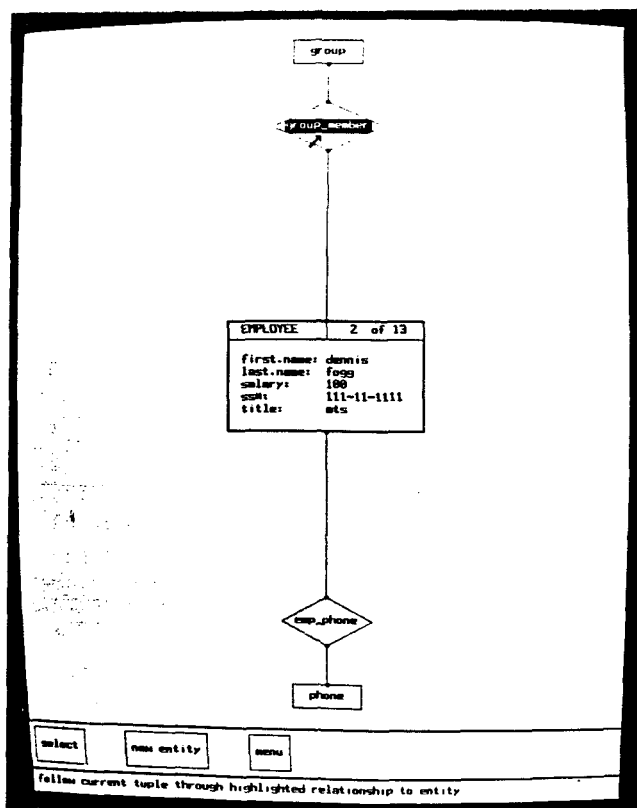 group
group_member
EMPLOYEE 2 of 13
first.name: dennis
last.name: fogg
salary: 100
ss#: 111-11-1111
title: mts
emp_phone
phone
select new entity menu
follow current tuple through highlighted relationship to entity